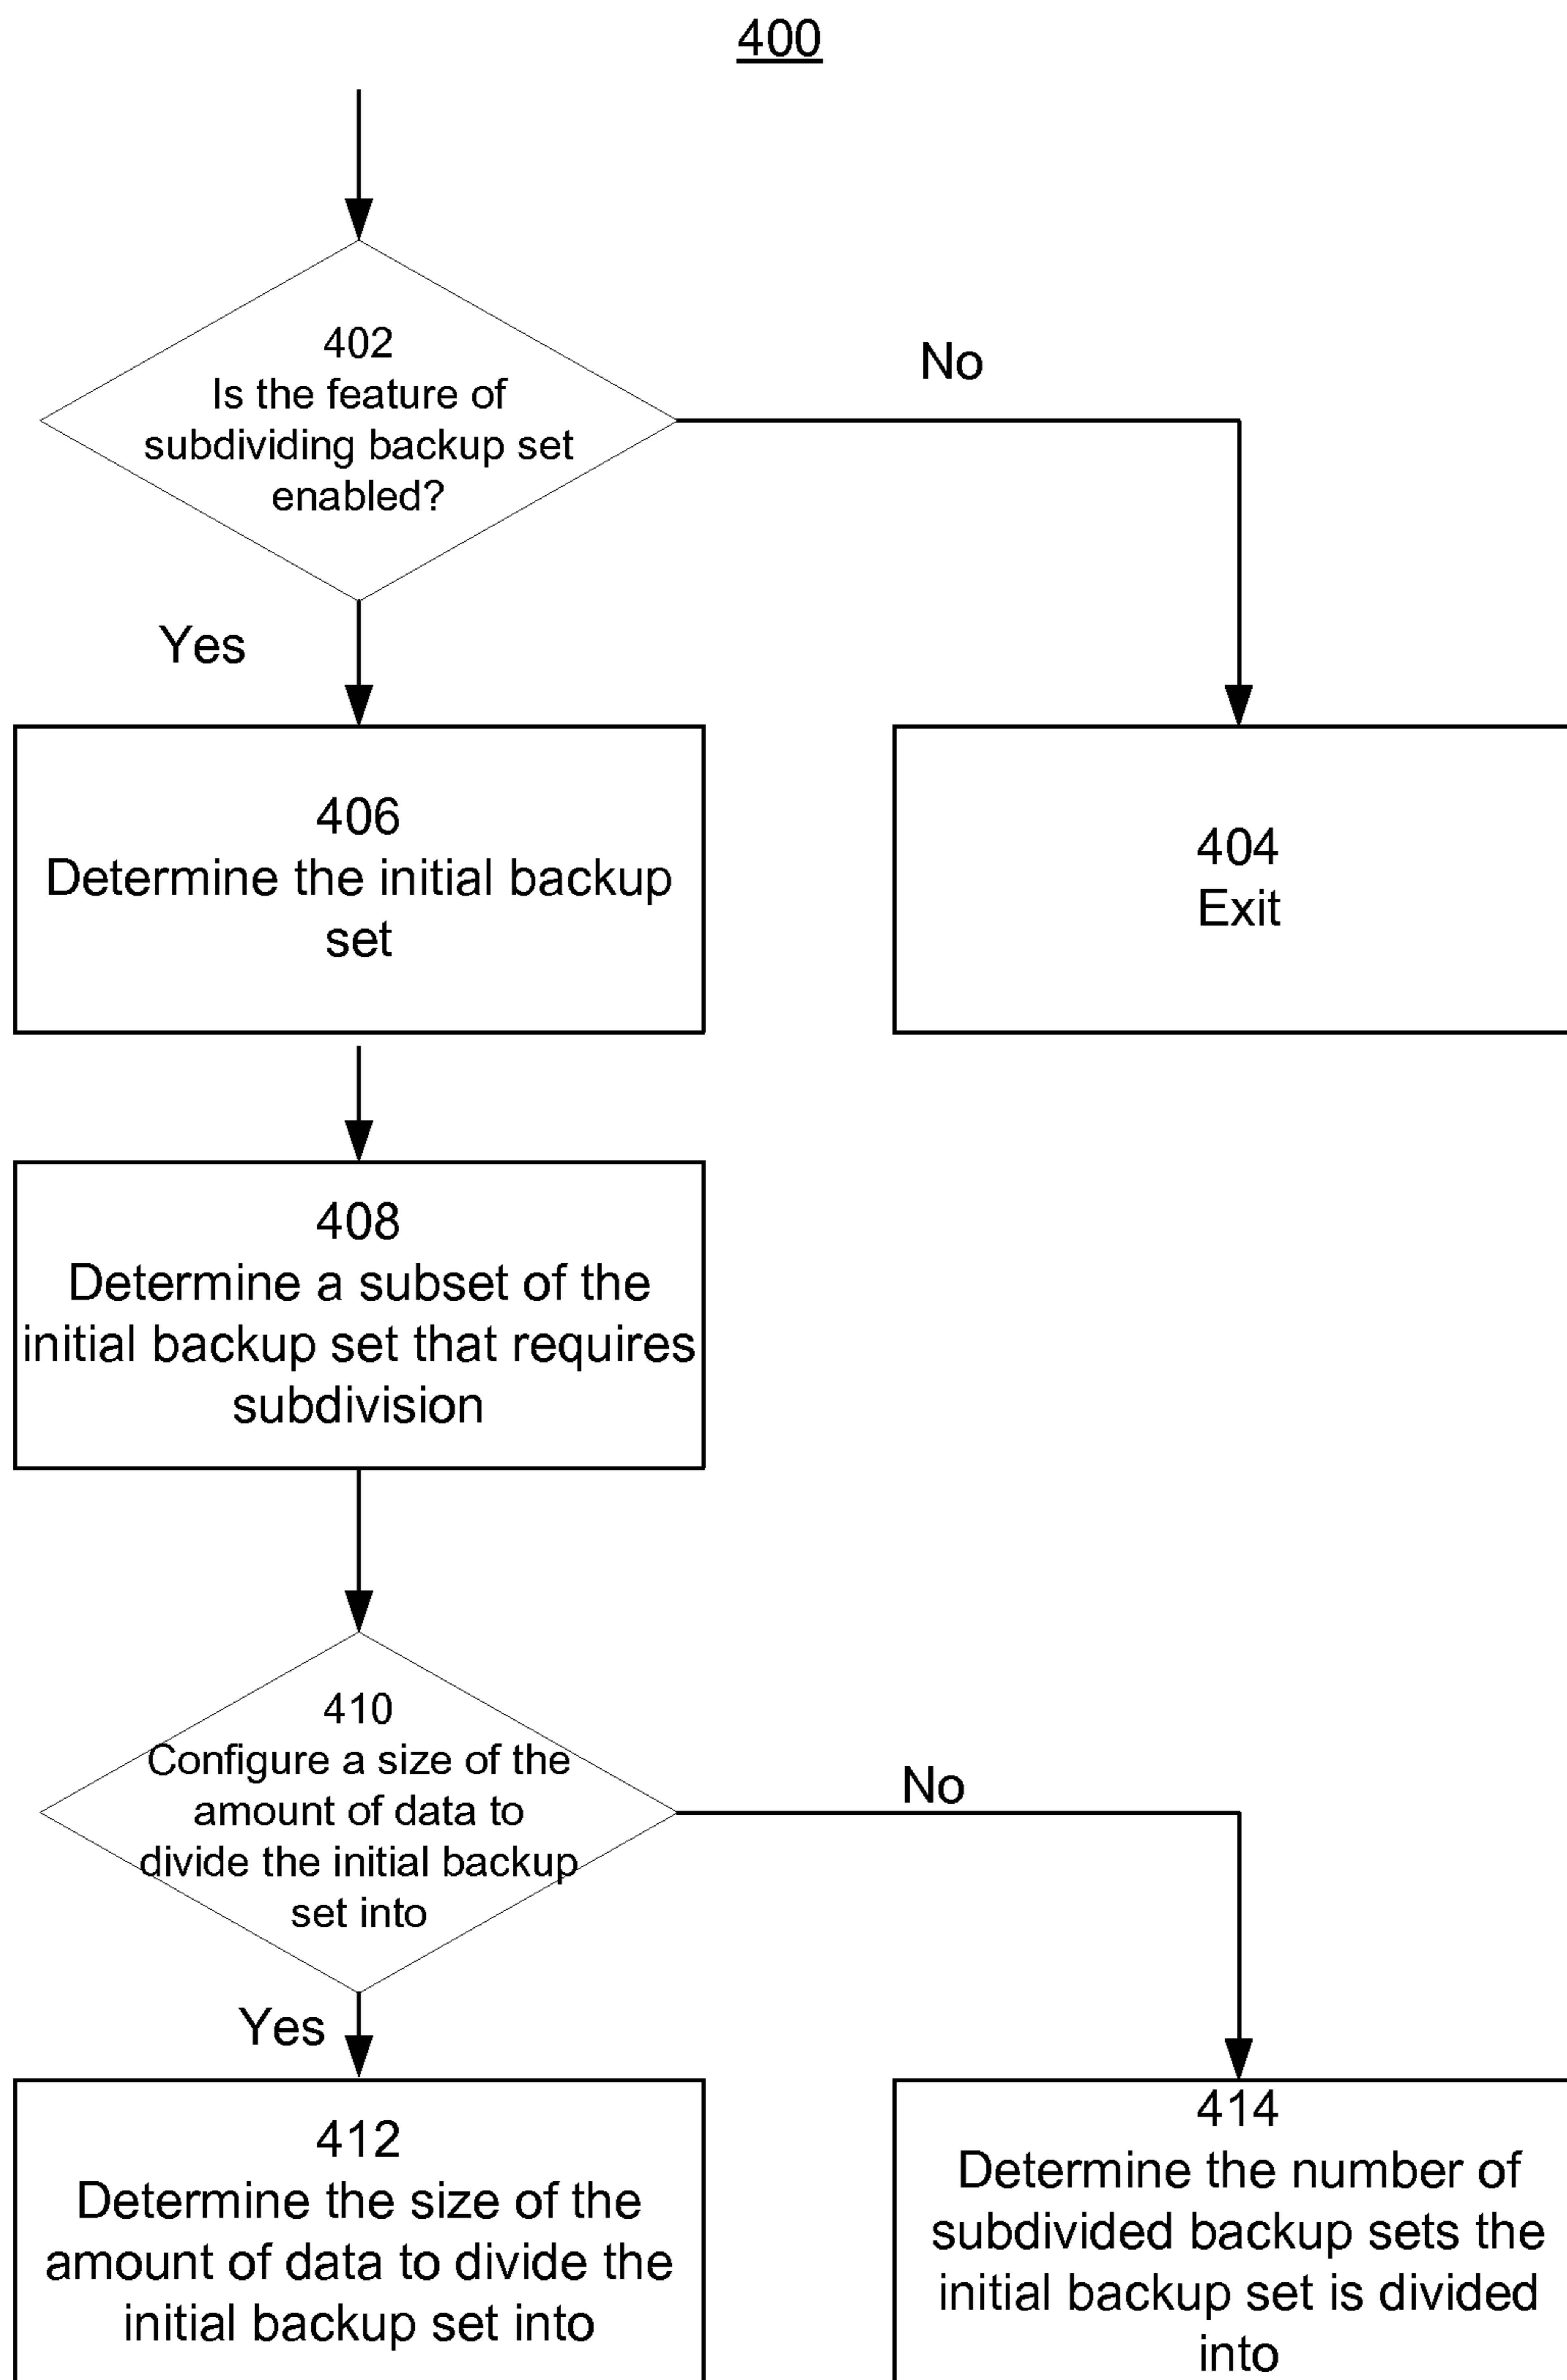 400
402
Is the feature of
subdividing backup set
enabled?
No
Yes
406
Determine the initial backup
set
404
Exit
408
Determine a subset of the
initial backup set that requires
subdivision
410
Configure a size of the
amount of data to
divide the initial backup
set into
No
Yes
412
Determine the size of the
amount of data to divide the
initial backup set into
414
Determine the number of
subdivided backup sets the
initial backup set is divided
into